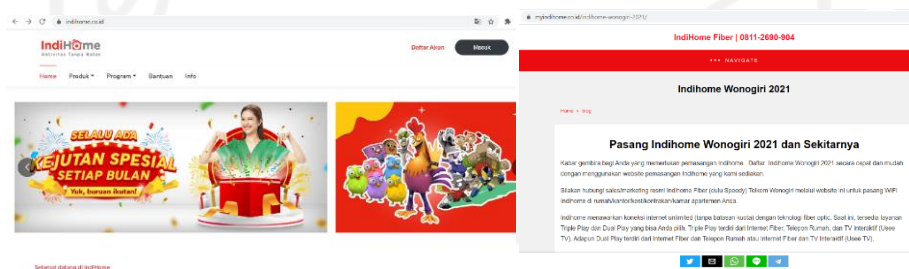 indihome.co.id
IndiHome
Aktivitas Tanpa Batas
Daftar Akun
Masuk
Home Produk Program Bantuan Info
SELALU ADA
KEJUTAN SPESIAL
SETIAP BULAN
Yuk, buruan ikutan!
Selamat datang di IndiHome
myindihome.co.id/indihome-wonogiri-2021/
IndiHome Fiber | 0811-2690-904
••• NAVIGATE
Indihome Wonogiri 2021
Home » Blog
Pasang Indihome Wonogiri 2021 dan Sekitarnya
Kabar gembira bagi Anda yang memerlukan pemasangan indihome. Daftar Indihome Wonogiri 2021 secara cepat dan mudah
dengan menggunakan website pemasangan Indihome yang kami sediakan.
Silakan hubungi sales/marketing resmi Indihome Fiber (dulu Speedy) Telkom Wonogiri melalui website ini untuk pasang WIFI
indihome di rumah/kantor/kost/kontrakan/kamar apartemen Anda.
Indihome menawarkan koneksi internet unlimited (tanpa batasan kuota) dengan teknologi fiber optic. Saat ini, tersedia layanan
Triple Play dan Dual Play yang bisa Anda pilih. Triple Play terdiri dari Internet Fiber, Telepon Rumah, dan TV Interaktif (Usee
TV). Adapun Dual Play terdiri dari Internet Fiber dan Telepon Rumah atau Internet Fiber dan TV Interaktif (Usee TV).